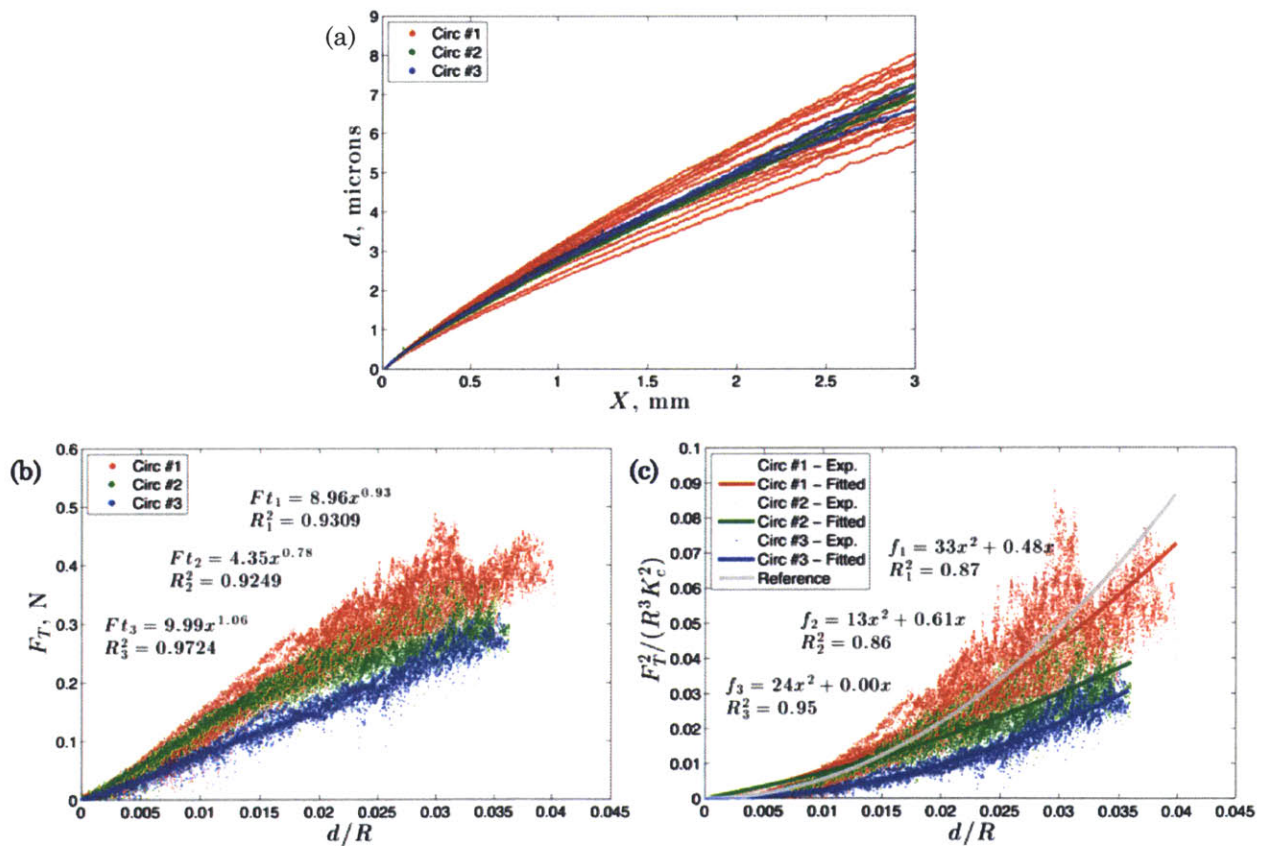 (a)
9
8
7
6
5
4
3
2
1
0
Circ #1
Circ #2
Circ #3
d, microns
0 0.5 1 1.5 2 2.5 3
X, mm
(b)
0.6
0.5
0.4
0.3
0.2
0.1
0
Circ #1
Circ #2
Circ #3
Ft₁ = 8.96x^0.93
R₁² = 0.9309
Ft₂ = 4.35x^0.78
R₂² = 0.9249
Ft₃ = 9.99x^1.06
R₃² = 0.9724
F_T, N
0 0.005 0.01 0.015 0.02 0.025 0.03 0.035 0.04 0.045
d/R
(c)
0.1
0.09
0.08
0.07
0.06
0.05
0.04
0.03
0.02
0.01
0
Circ #1 – Exp.
Circ #1 – Fitted
Circ #2 – Exp.
Circ #2 – Fitted
Circ #3 – Exp.
Circ #3 – Fitted
Reference
f₁ = 33x² + 0.48x
R₁² = 0.87
f₂ = 13x² + 0.61x
R₂² = 0.86
f₃ = 24x² + 0.00x
R₃² = 0.95
F_T²/(R³K_c²)
0 0.005 0.01 0.015 0.02 0.025 0.03 0.035 0.04 0.045
d/R